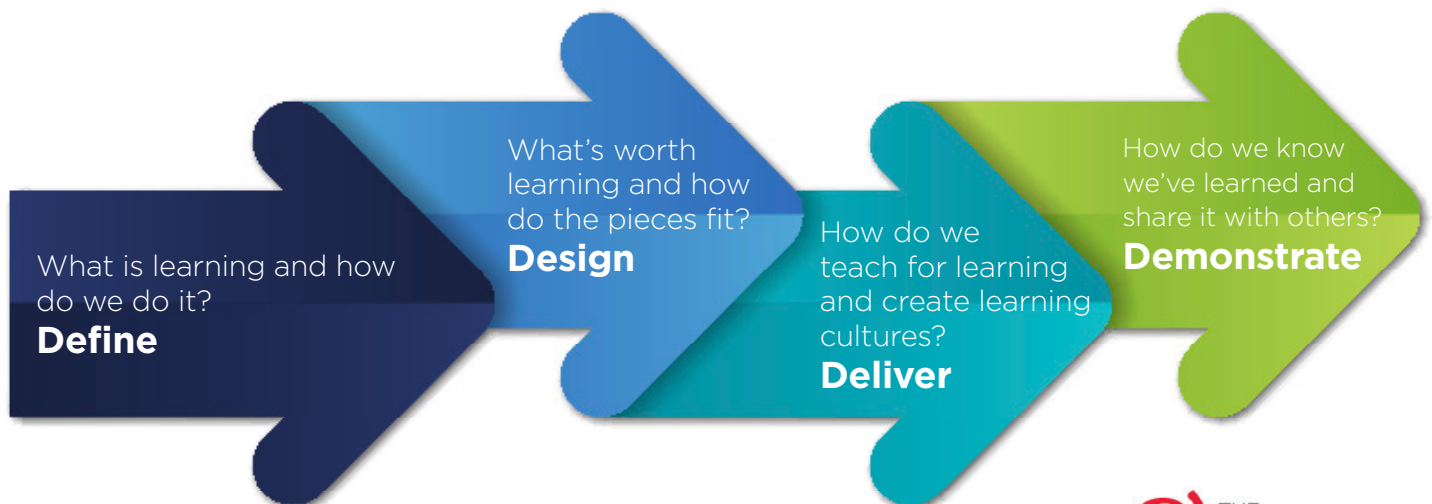 What is learning and how
do we do it?
Define
What’s worth
learning and how
do the pieces fit?
Design
How do we
teach for learning
and create learning
cultures?
Deliver
How do we know
we’ve learned and
share it with others?
Demonstrate
THE